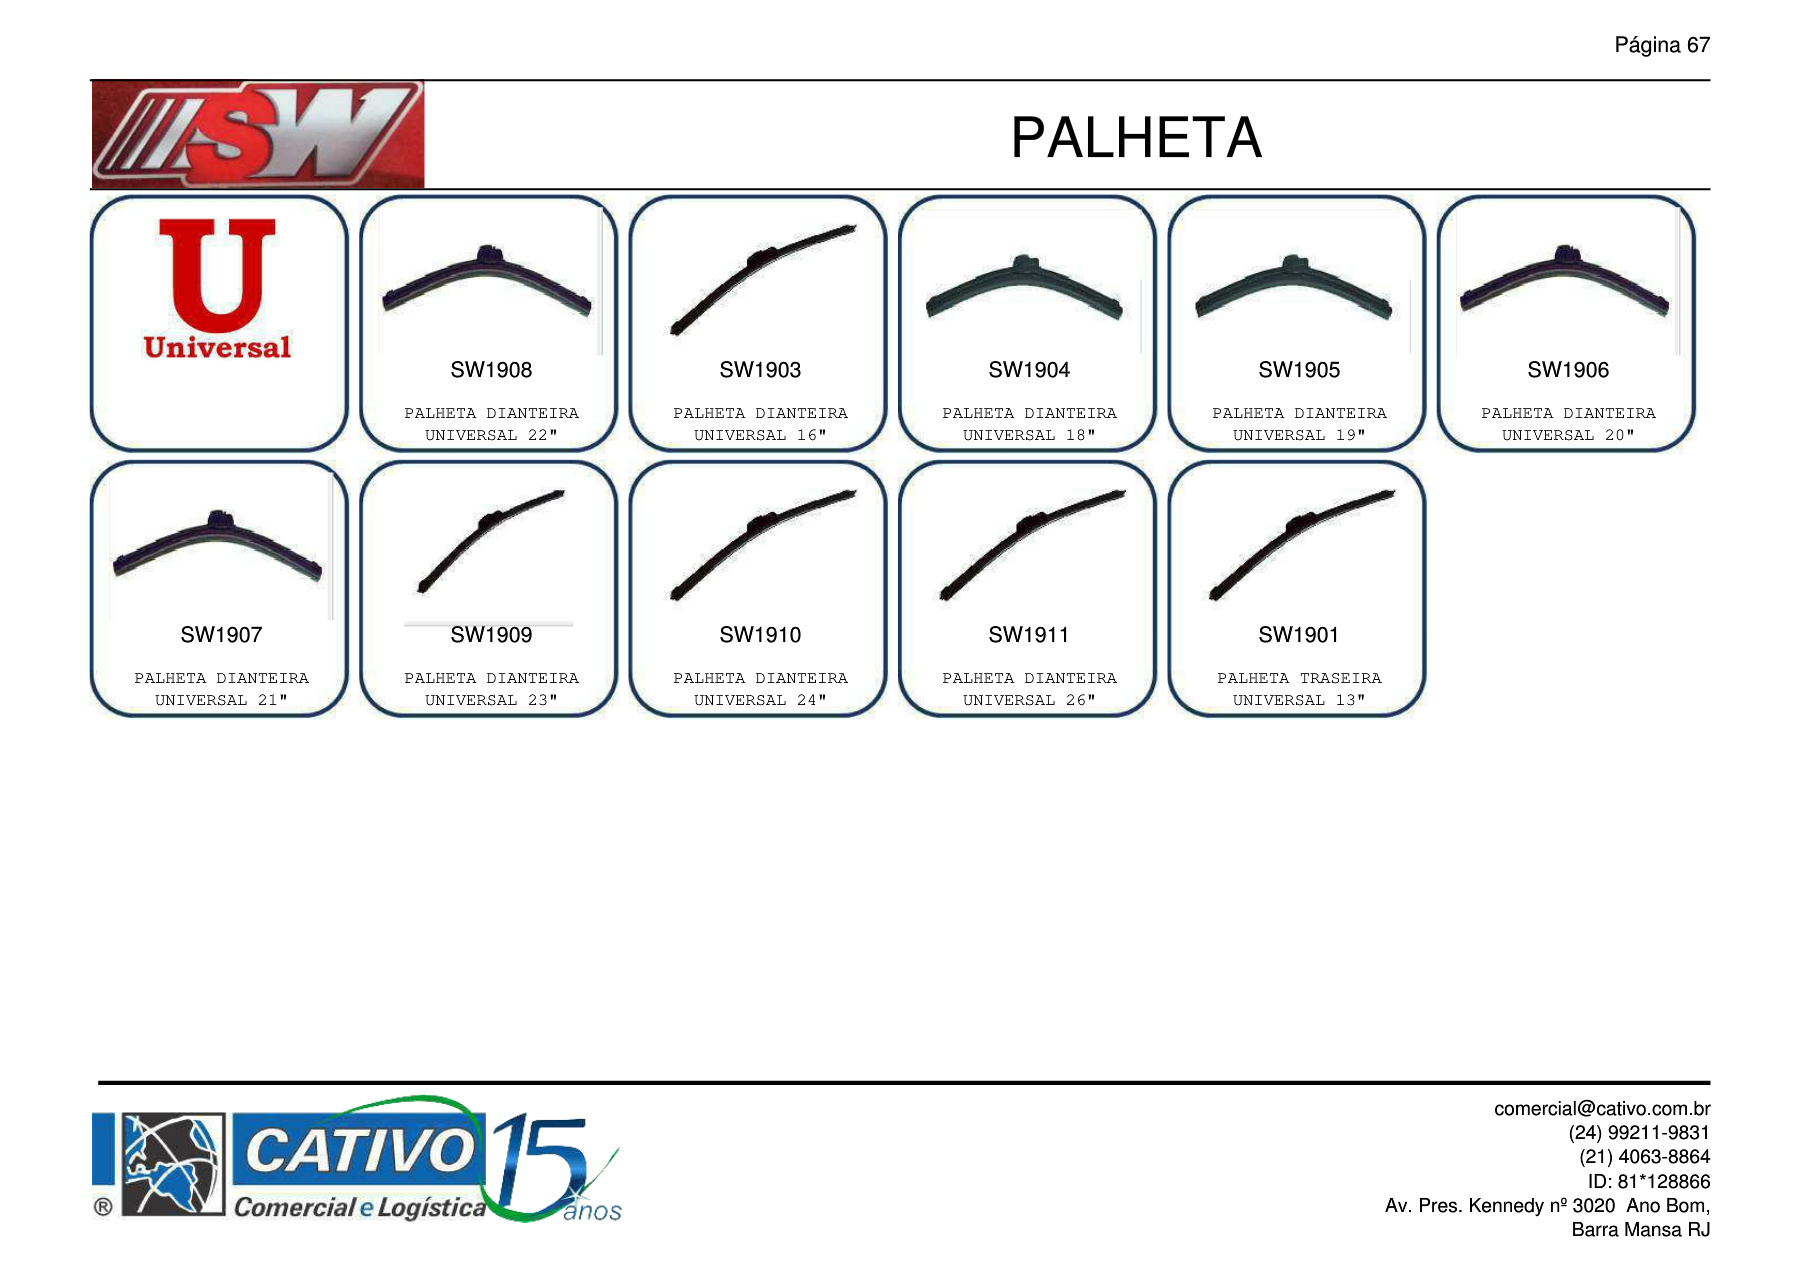 Página 67
SW
PALHETA
U
Universal
SW1908
PALHETA DIANTEIRA
UNIVERSAL 22"
SW1903
PALHETA DIANTEIRA
UNIVERSAL 16"
SW1904
PALHETA DIANTEIRA
UNIVERSAL 18"
SW1905
PALHETA DIANTEIRA
UNIVERSAL 19"
SW1906
PALHETA DIANTEIRA
UNIVERSAL 20"
SW1907
PALHETA DIANTEIRA
UNIVERSAL 21"
SW1909
PALHETA DIANTEIRA
UNIVERSAL 23"
SW1910
PALHETA DIANTEIRA
UNIVERSAL 24"
SW1911
PALHETA DIANTEIRA
UNIVERSAL 26"
SW1901
PALHETA TRASEIRA
UNIVERSAL 13"
CATIVO
Comercial e Logística
®
15
anos
comercial@cativo.com.br
(24) 99211-9831
(21) 4063-8864
ID: 81*128866
Av. Pres. Kennedy nº 3020  Ano Bom,
Barra Mansa RJ